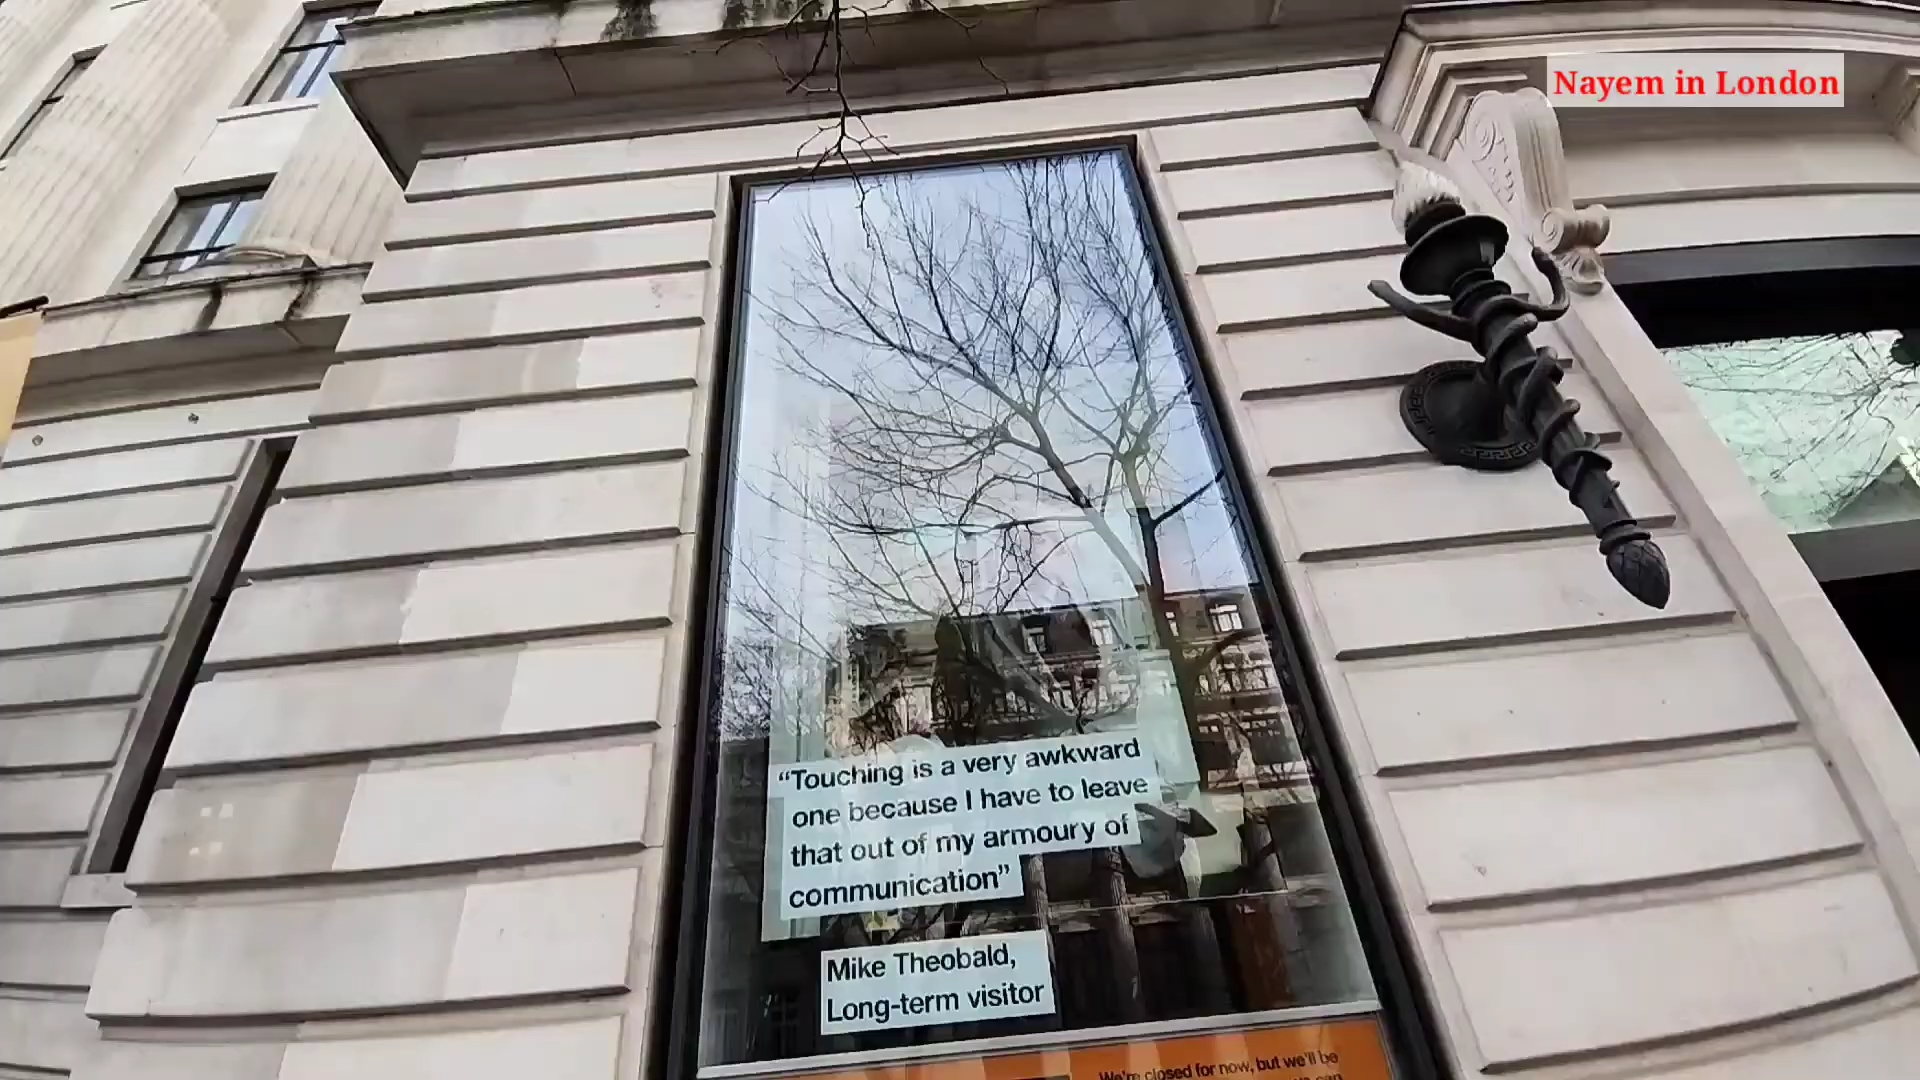 Nayem in London
“Touching is a very awkward
one because I have to leave
that out of my armoury of
communication”
Mike Theobald,
Long-term visitor
We're closed for now, but we'll be
can